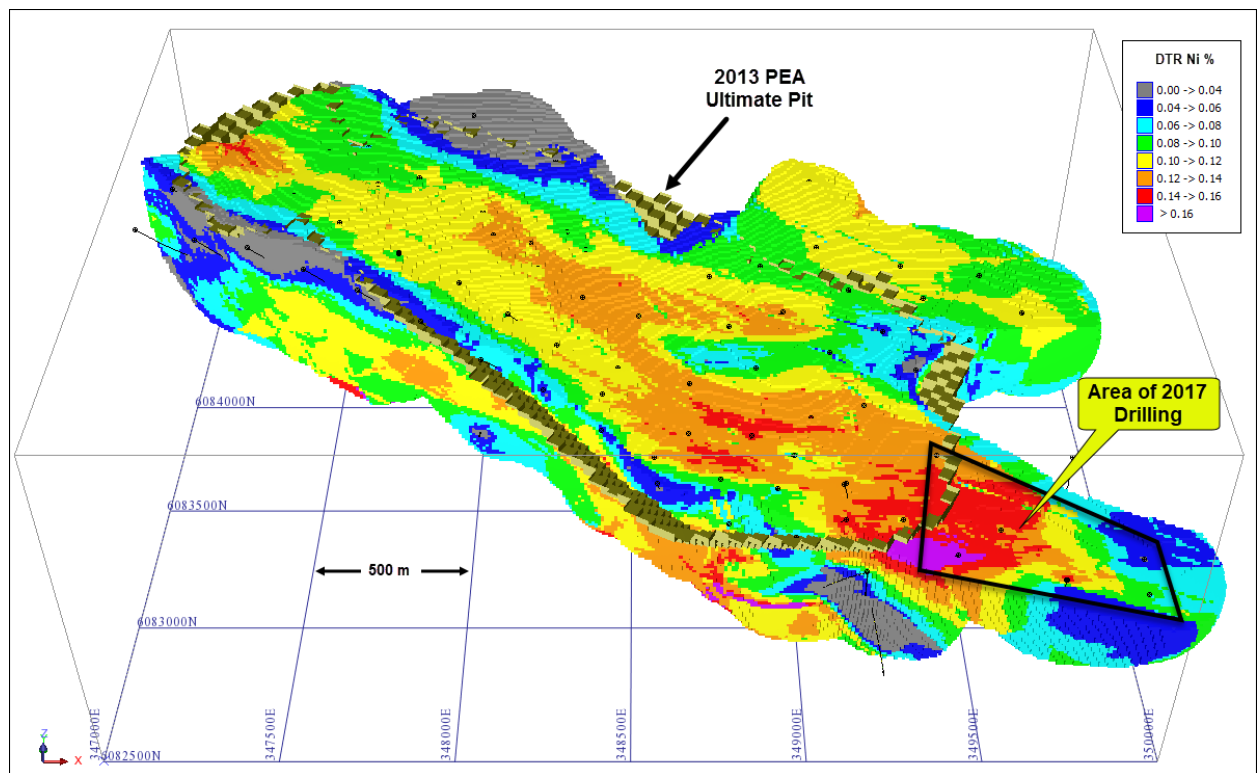 2013 PEA
Ultimate Pit
DTR Ni %
0.00 -> 0.04
0.04 -> 0.06
0.06 -> 0.08
0.08 -> 0.10
0.10 -> 0.12
0.12 -> 0.14
0.14 -> 0.16
> 0.16
Area of 2017
Drilling
6084000N
6083500N
500 m
6083000N
6082500N
347000E
347500E
348000E
348500E
349000E
349500E
350000E
Z
X